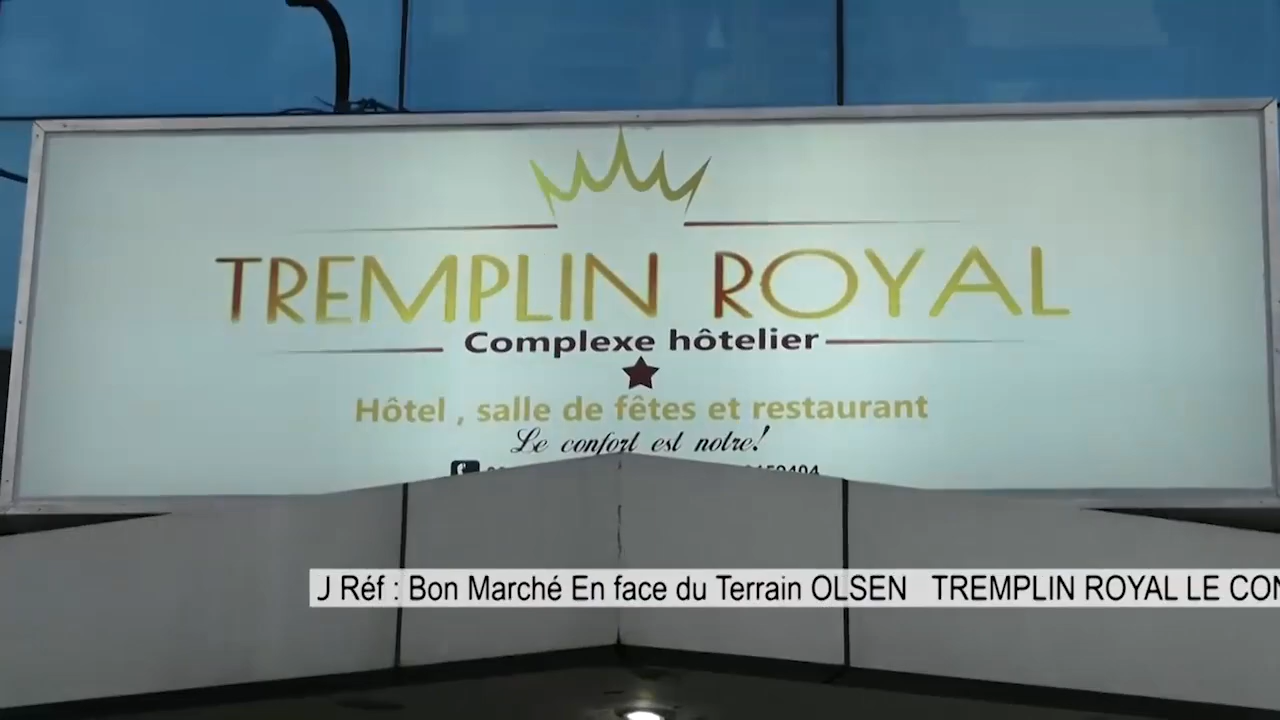 TREMPLIN ROYAL
Complexe hôtelier
Hôtel , salle de fêtes et restaurant
Le confort est notre!
J Réf : Bon Marché En face du Terrain OLSEN TREMPLIN ROYAL LE